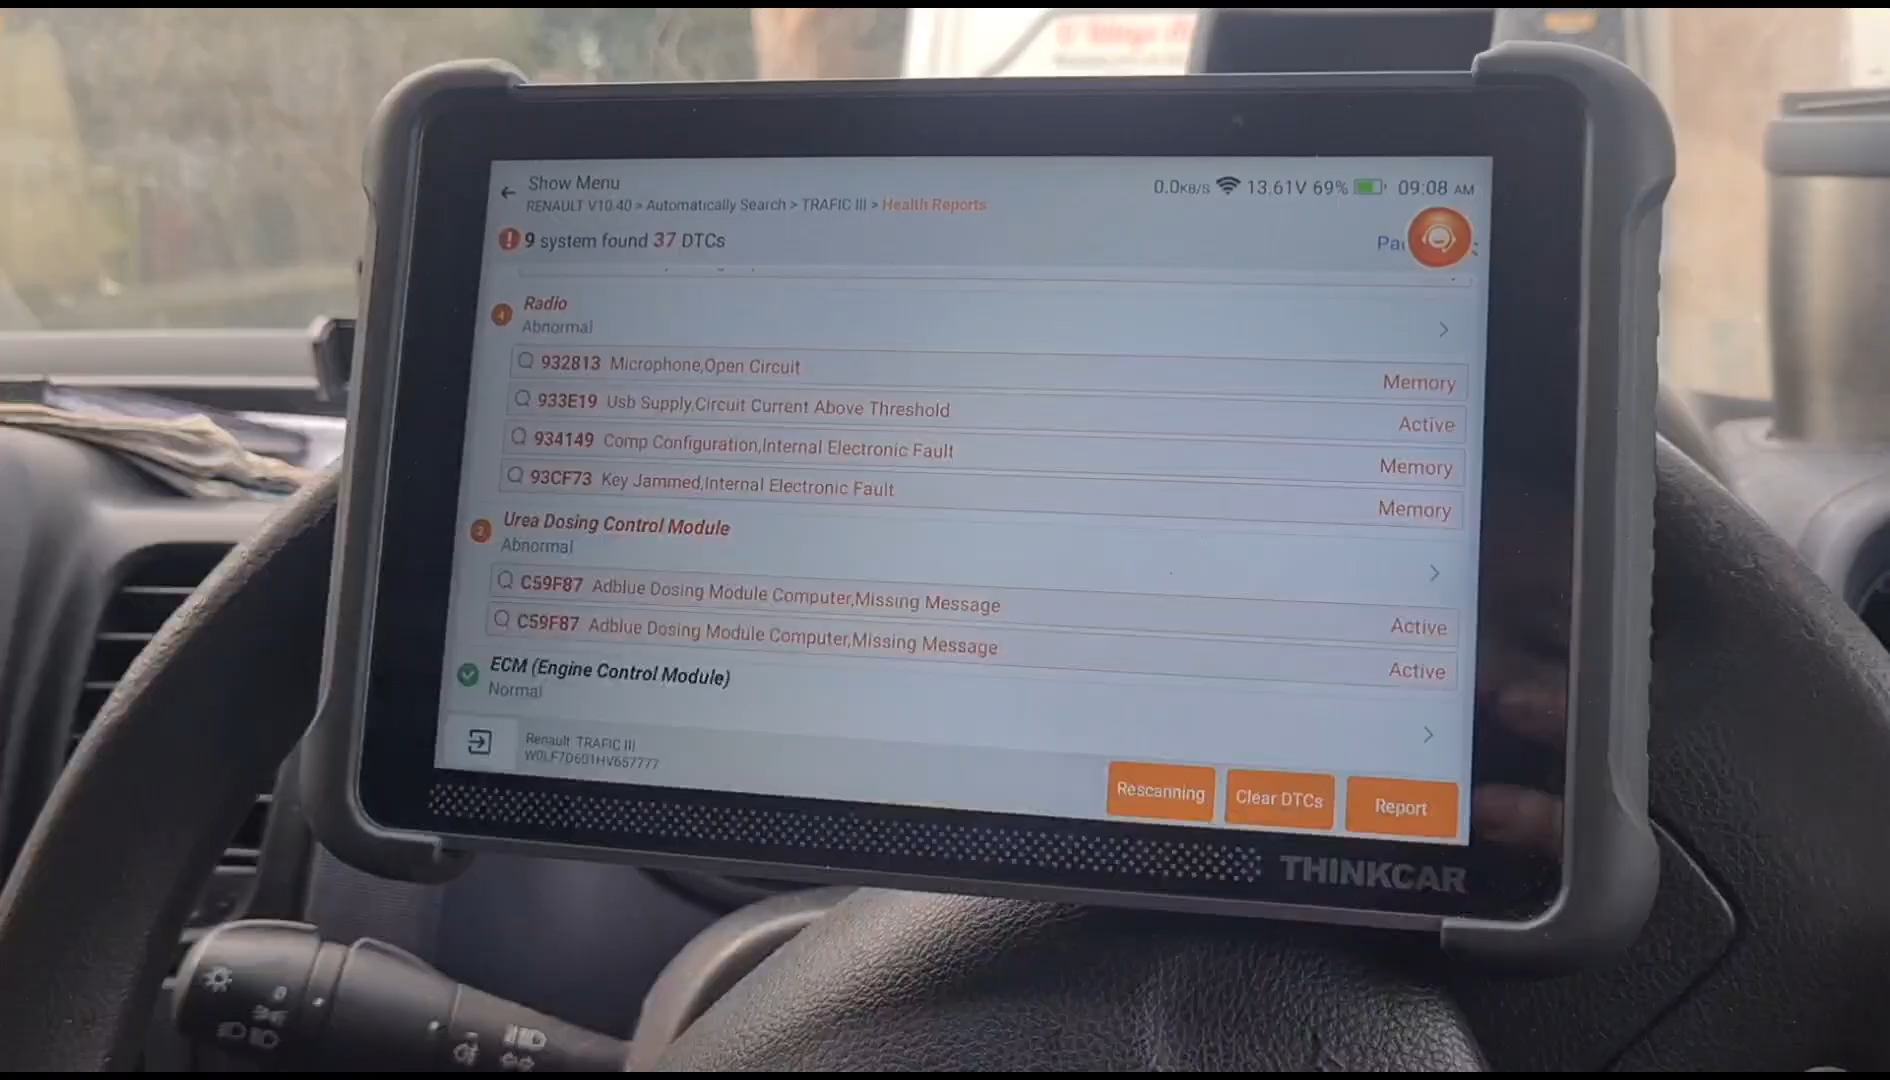 Show Menu
0.0KB/S 13.61V 69% 09:08 AM
RENAULT V10.40 > Automatically Search > TRAFIC III > Health Reports
9 system found 37 DTCs
4 Radio
Abnormal
932813 Microphone,Open Circuit Memory
933E19 Usb Supply,Circuit Current Above Threshold Active
934149 Comp Configuration,Internal Electronic Fault Memory
93CF73 Key Jammed,Internal Electronic Fault Memory
2 Urea Dosing Control Module
Abnormal
C59F87 Adblue Dosing Module Computer,Missing Message Active
C59F87 Adblue Dosing Module Computer,Missing Message Active
ECM (Engine Control Module)
Normal
Renault TRAFIC III
W0LF7D601HV657777
Rescanning
Clear DTCs
Report
THINKCAR